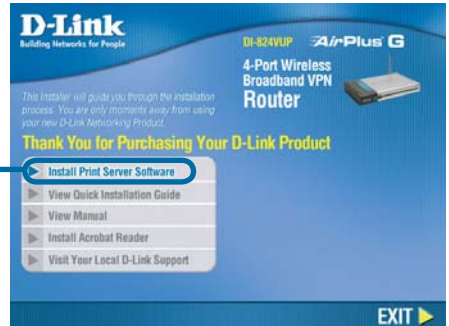 D-Link
Building Networks for People
DI-824VUP AirPlus G
4-Port Wireless
Broadband VPN
Router
This Installer will guide you through the installation
process. You are only moments away from using
your new D-Link Networking Product.
Thank You for Purchasing Your D-Link Product
Install Print Server Software
View Quick Installation Guide
View Manual
Install Acrobat Reader
Visit Your Local D-Link Support
EXIT